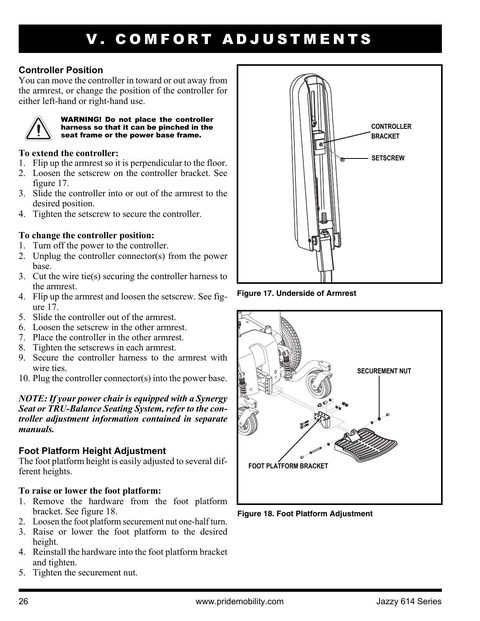 V. COMFORT ADJUSTMENTS
Controller Position
You can move the controller in toward or out away from
the armrest, or change the position of the controller for
either left-hand or right-hand use.
WARNING! Do not place the controller
harness so that it can be pinched in the
seat frame or the power base frame.
To extend the controller:
1. Flip up the armrest so it is perpendicular to the floor.
2. Loosen the setscrew on the controller bracket. See
figure 17.
3. Slide the controller into or out of the armrest to the
desired position.
4. Tighten the setscrew to secure the controller.
To change the controller position:
1. Turn off the power to the controller.
2. Unplug the controller connector(s) from the power
base.
3. Cut the wire tie(s) securing the controller harness to
the armrest.
4. Flip up the armrest and loosen the setscrew. See fig-
ure 17.
5. Slide the controller out of the armrest.
6. Loosen the setscrew in the other armrest.
7. Place the controller in the other armrest.
8. Tighten the setscrews in each armrest.
9. Secure the controller harness to the armrest with
wire ties.
10. Plug the controller connector(s) into the power base.
NOTE: If your power chair is equipped with a Synergy
Seat or TRU-Balance Seating System, refer to the con-
troller adjustment information contained in separate
manuals.
Foot Platform Height Adjustment
The foot platform height is easily adjusted to several dif-
ferent heights.
To raise or lower the foot platform:
1. Remove the hardware from the foot platform
bracket. See figure 18.
2. Loosen the foot platform securement nut one-half turn.
3. Raise or lower the foot platform to the desired
height.
4. Reinstall the hardware into the foot platform bracket
and tighten.
5. Tighten the securement nut.
CONTROLLER
BRACKET
SETSCREW
Figure 17. Underside of Armrest
SECUREMENT NUT
FOOT PLATFORM BRACKET
Figure 18. Foot Platform Adjustment
26
www.pridemobility.com
Jazzy 614 Series